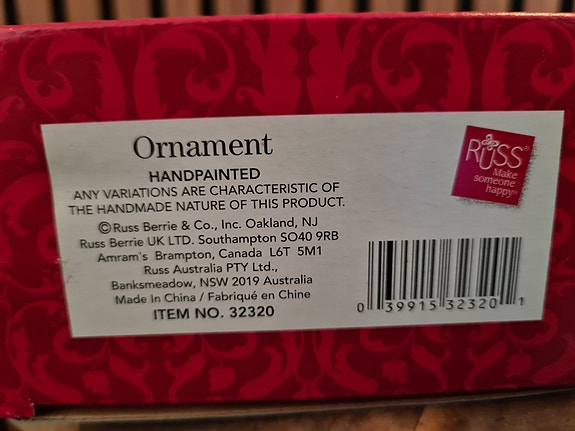 Ornament
HANDPAINTED
ANY VARIATIONS ARE CHARACTERISTIC OF
THE HANDMADE NATURE OF THIS PRODUCT.
© Russ Berrie & Co., Inc. Oakland, NJ
Russ Berrie UK LTD. Southampton SO40 9RB
Amram's Brampton, Canada L6T 5M1
Russ Australia PTY Ltd.,
Banksmeadow, NSW 2019 Australia
Made In China / Fabriqué en Chine
ITEM NO. 32320
RUSS®
Make
someone
happy®
0 39915 32320 1